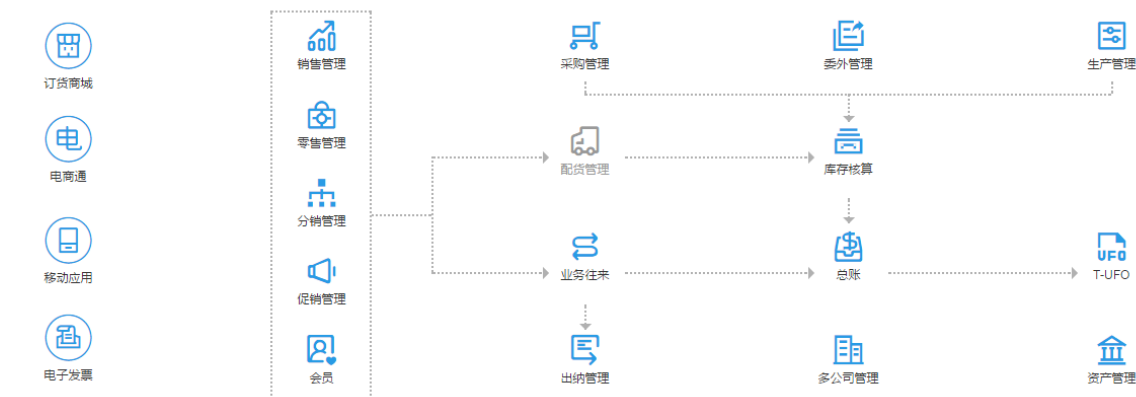 销售管理
采购管理
委外管理
生产管理
订货商城
零售管理
配货管理
库存核算
电商通
分销管理
移动应用
业务往来
总账
UFO
T-UFO
促销管理
电子发票
会员
出纳管理
多公司管理
资产管理